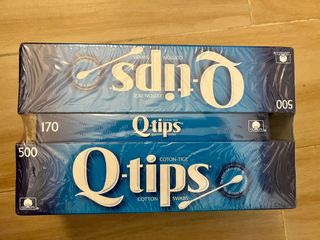 500
Q-tips
COTON-TIGE
COTTON SWABS
170
Q-tips
500
COTON-TIGE
Q-tips
COTTON SWABS